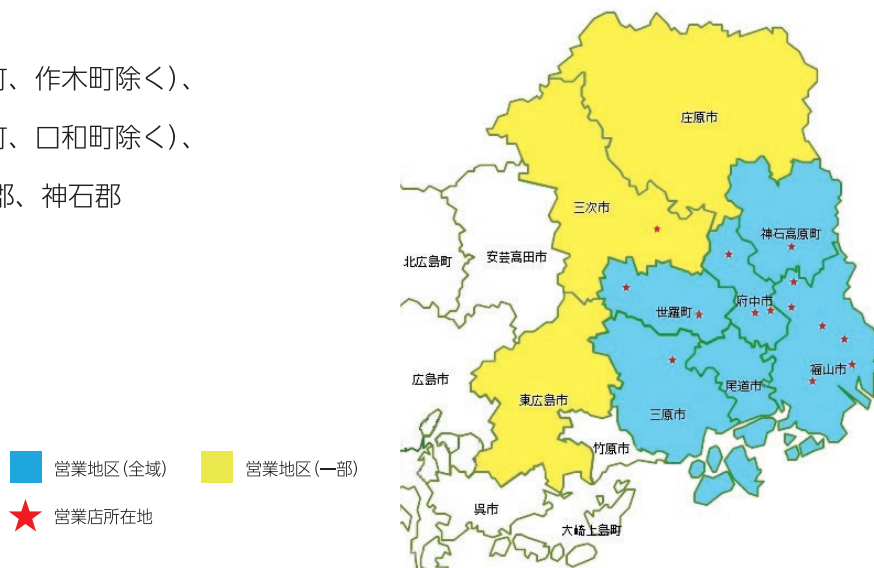 町、作木町除く)、
町、口和町除く)、
郡、神石郡
庄原市
三次市
神石高原町
北広島町
安芸高田市
世羅町
府中市
広島市
東広島市
三原市
尾道市
福山市
竹原市
呉市
大崎上島町
営業地区(全域)
営業地区(一部)
営業店所在地